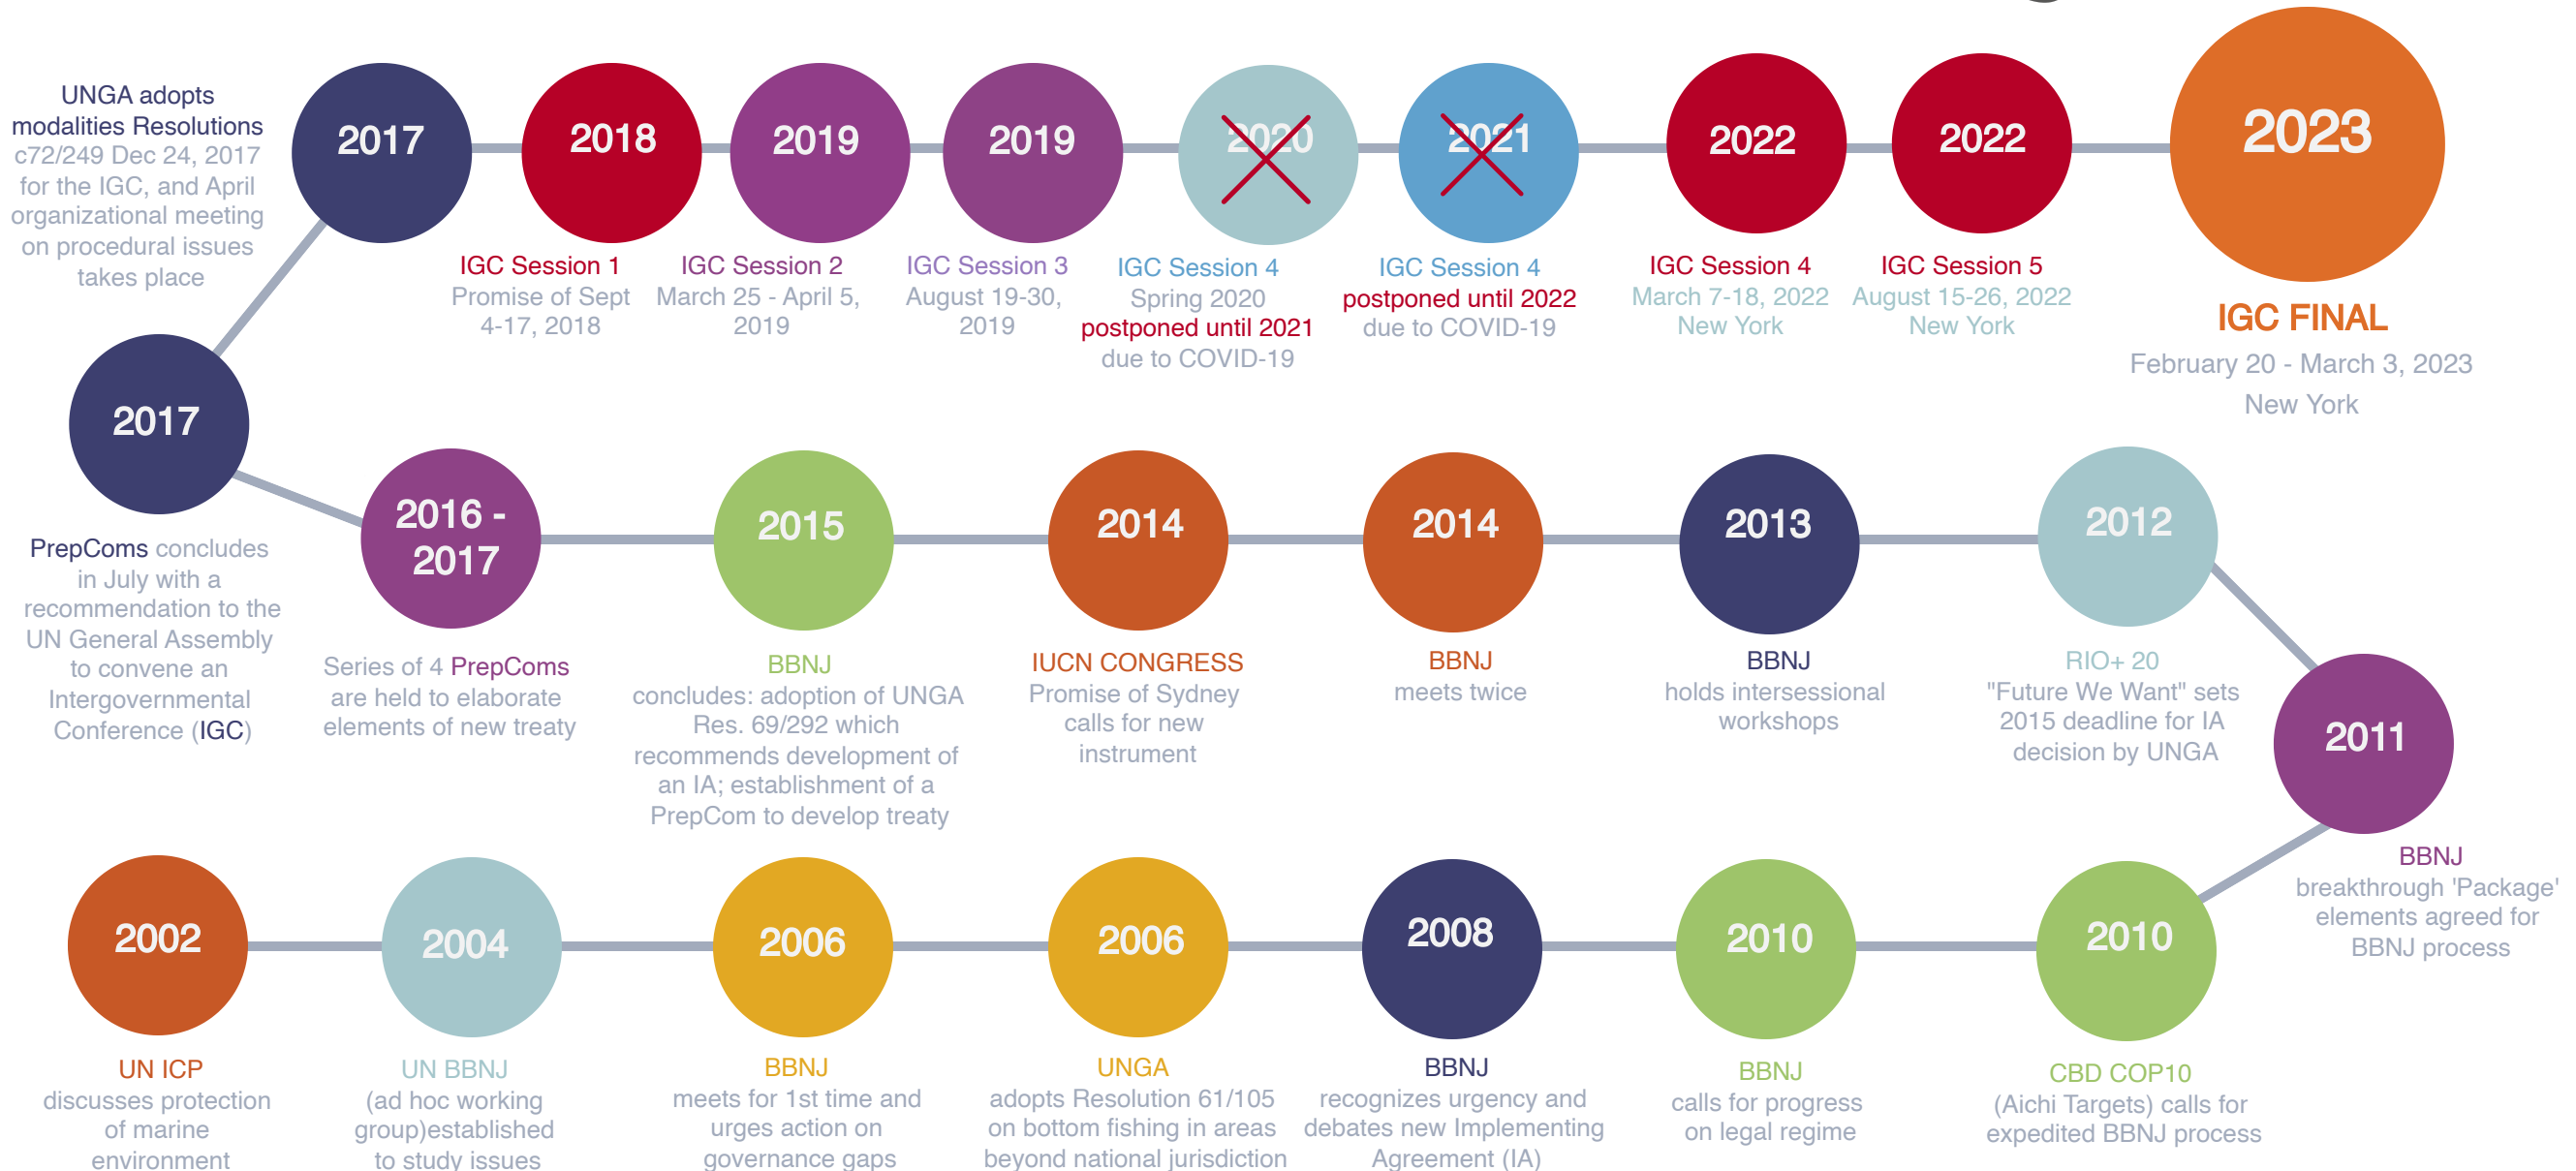 UNGA adopts
modalities Resolutions
c72/249 Dec 24, 2017
for the IGC, and April
organizational meeting
on procedural issues
takes place
2017
2018
IGC Session 1
Promise of Sept
4-17, 2018
2019
IGC Session 2
March 25 - April 5,
2019
2019
IGC Session 3
August 19-30,
2019
2020
IGC Session 4
Spring 2020
postponed until 2021
due to COVID-19
2021
IGC Session 4
postponed until 2022
due to COVID-19
2022
IGC Session 4
March 7-18, 2022
New York
2022
IGC Session 5
August 15-26, 2022
New York
2023
IGC FINAL
February 20 - March 3, 2023
New York
2017
PrepComs concludes
in July with a
recommendation to the
UN General Assembly
to convene an
Intergovernmental
Conference (IGC)
2016 -
2017
Series of 4 PrepComs
are held to elaborate
elements of new treaty
2015
BBNJ
concludes: adoption of UNGA
Res. 69/292 which
recommends development of
an IA; establishment of a
PrepCom to develop treaty
2014
IUCN CONGRESS
Promise of Sydney
calls for new
instrument
2014
BBNJ
meets twice
2013
BBNJ
holds intersessional
workshops
2012
RIO+ 20
"Future We Want" sets
2015 deadline for IA
decision by UNGA
2011
BBNJ
breakthrough 'Package'
elements agreed for
BBNJ process
2002
UN ICP
discusses protection
of marine
environment
2004
UN BBNJ
(ad hoc working
group)established
to study issues
2006
BBNJ
meets for 1st time and
urges action on
governance gaps
2006
UNGA
adopts Resolution 61/105
on bottom fishing in areas
beyond national jurisdiction
2008
BBNJ
recognizes urgency and
debates new Implementing
Agreement (IA)
2010
BBNJ
calls for progress
on legal regime
2010
CBD COP10
(Aichi Targets) calls for
expedited BBNJ process